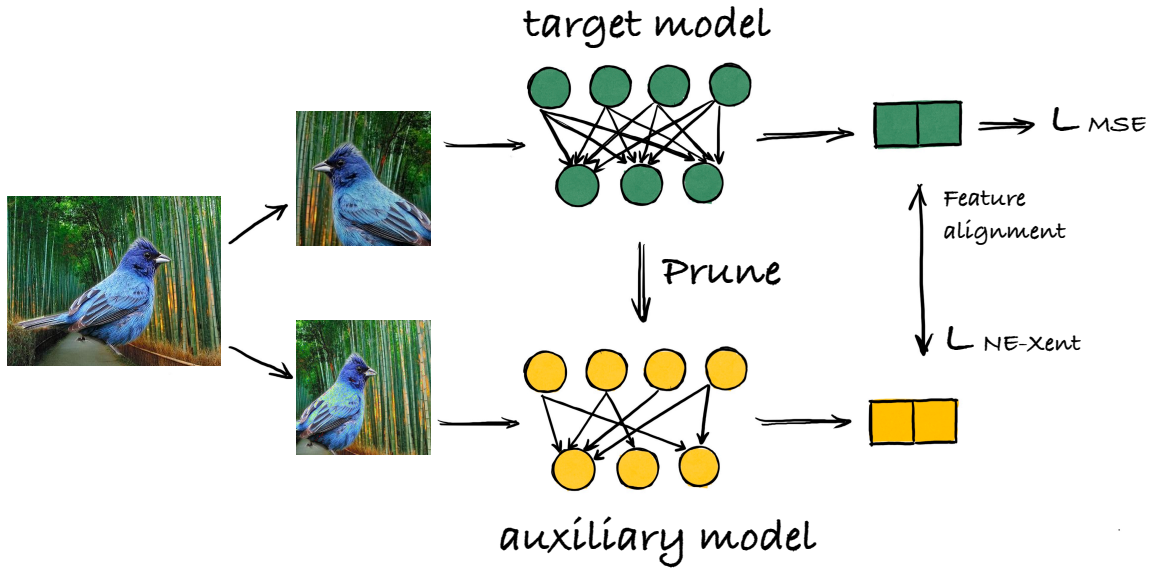 target model
L MSE
Feature
alignment
Prune
L NE-Xent
auxiliary model